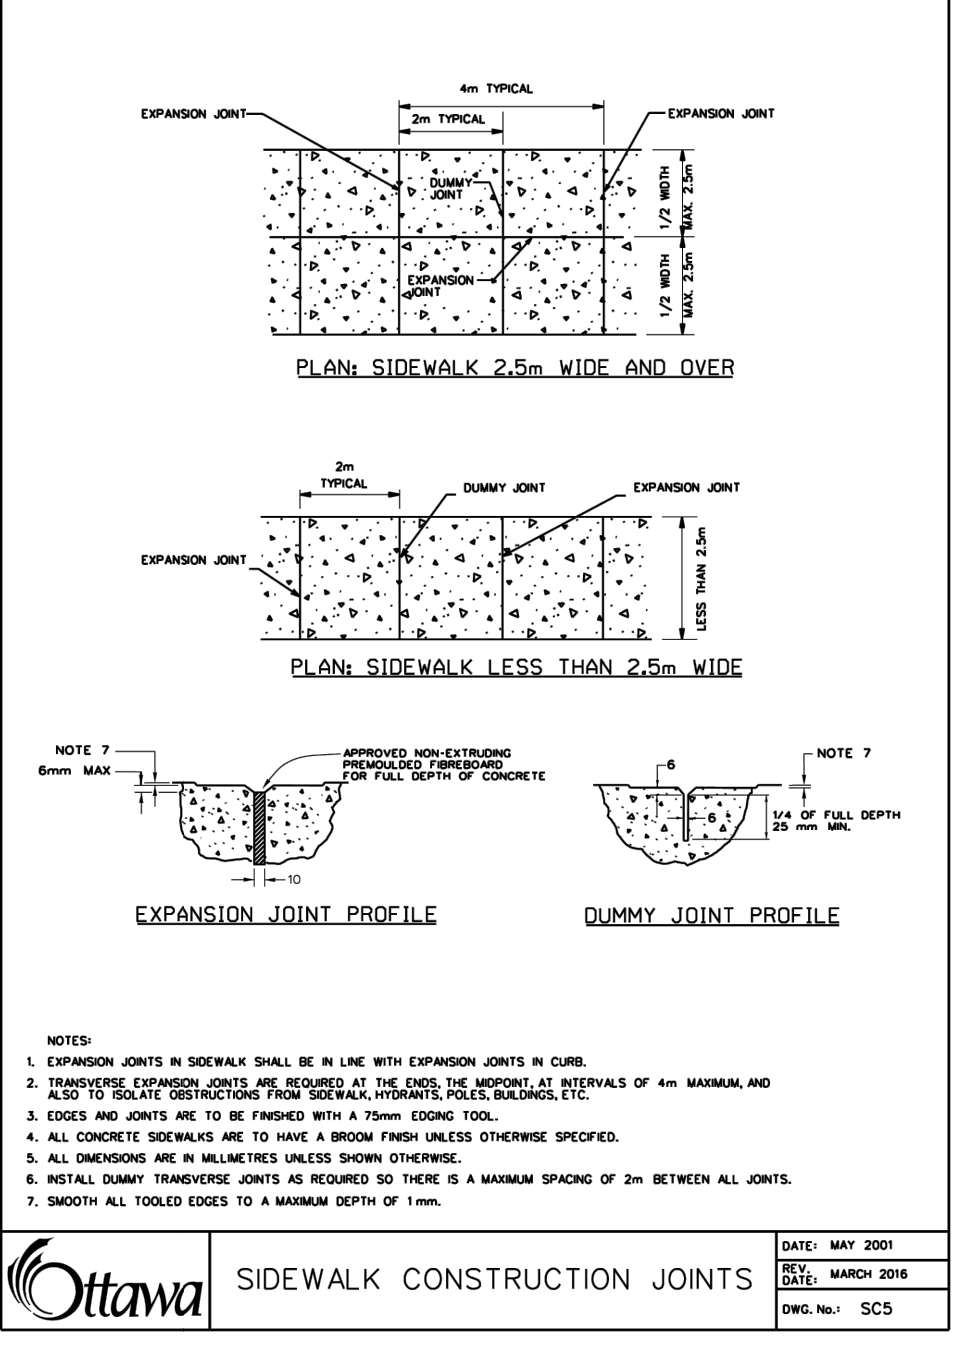 4m TYPICAL
EXPANSION JOINT
2m TYPICAL
EXPANSION JOINT
DUMMY
JOINT
EXPANSION
JOINT
1/2 WIDTH
MAX. 2.5m
1/2 WIDTH
MAX. 2.5m
PLAN: SIDEWALK 2.5m WIDE AND OVER
2m
TYPICAL
DUMMY JOINT
EXPANSION JOINT
EXPANSION JOINT
LESS THAN 2.5m
PLAN: SIDEWALK LESS THAN 2.5m WIDE
NOTE 7
6mm MAX
APPROVED NON-EXTRUDING
PREMOULDED FIBREBOARD
FOR FULL DEPTH OF CONCRETE
10
EXPANSION JOINT PROFILE
6
NOTE 7
6
1/4 OF FULL DEPTH
25 mm MIN.
DUMMY JOINT PROFILE
NOTES:
1. EXPANSION JOINTS IN SIDEWALK SHALL BE IN LINE WITH EXPANSION JOINTS IN CURB.
2. TRANSVERSE EXPANSION JOINTS ARE REQUIRED AT THE ENDS, THE MIDPOINT, AT INTERVALS OF 4m MAXIMUM, AND
ALSO TO ISOLATE OBSTRUCTIONS FROM SIDEWALK, HYDRANTS, POLES, BUILDINGS, ETC.
3. EDGES AND JOINTS ARE TO BE FINISHED WITH A 75mm EDGING TOOL.
4. ALL CONCRETE SIDEWALKS ARE TO HAVE A BROOM FINISH UNLESS OTHERWISE SPECIFIED.
5. ALL DIMENSIONS ARE IN MILLIMETRES UNLESS SHOWN OTHERWISE.
6. INSTALL DUMMY TRANSVERSE JOINTS AS REQUIRED SO THERE IS A MAXIMUM SPACING OF 2m BETWEEN ALL JOINTS.
7. SMOOTH ALL TOOLED EDGES TO A MAXIMUM DEPTH OF 1mm.
Ottawa
SIDEWALK CONSTRUCTION JOINTS
DATE: MAY 2001
REV.
DATE: MARCH 2016
DWG. No.: SC5